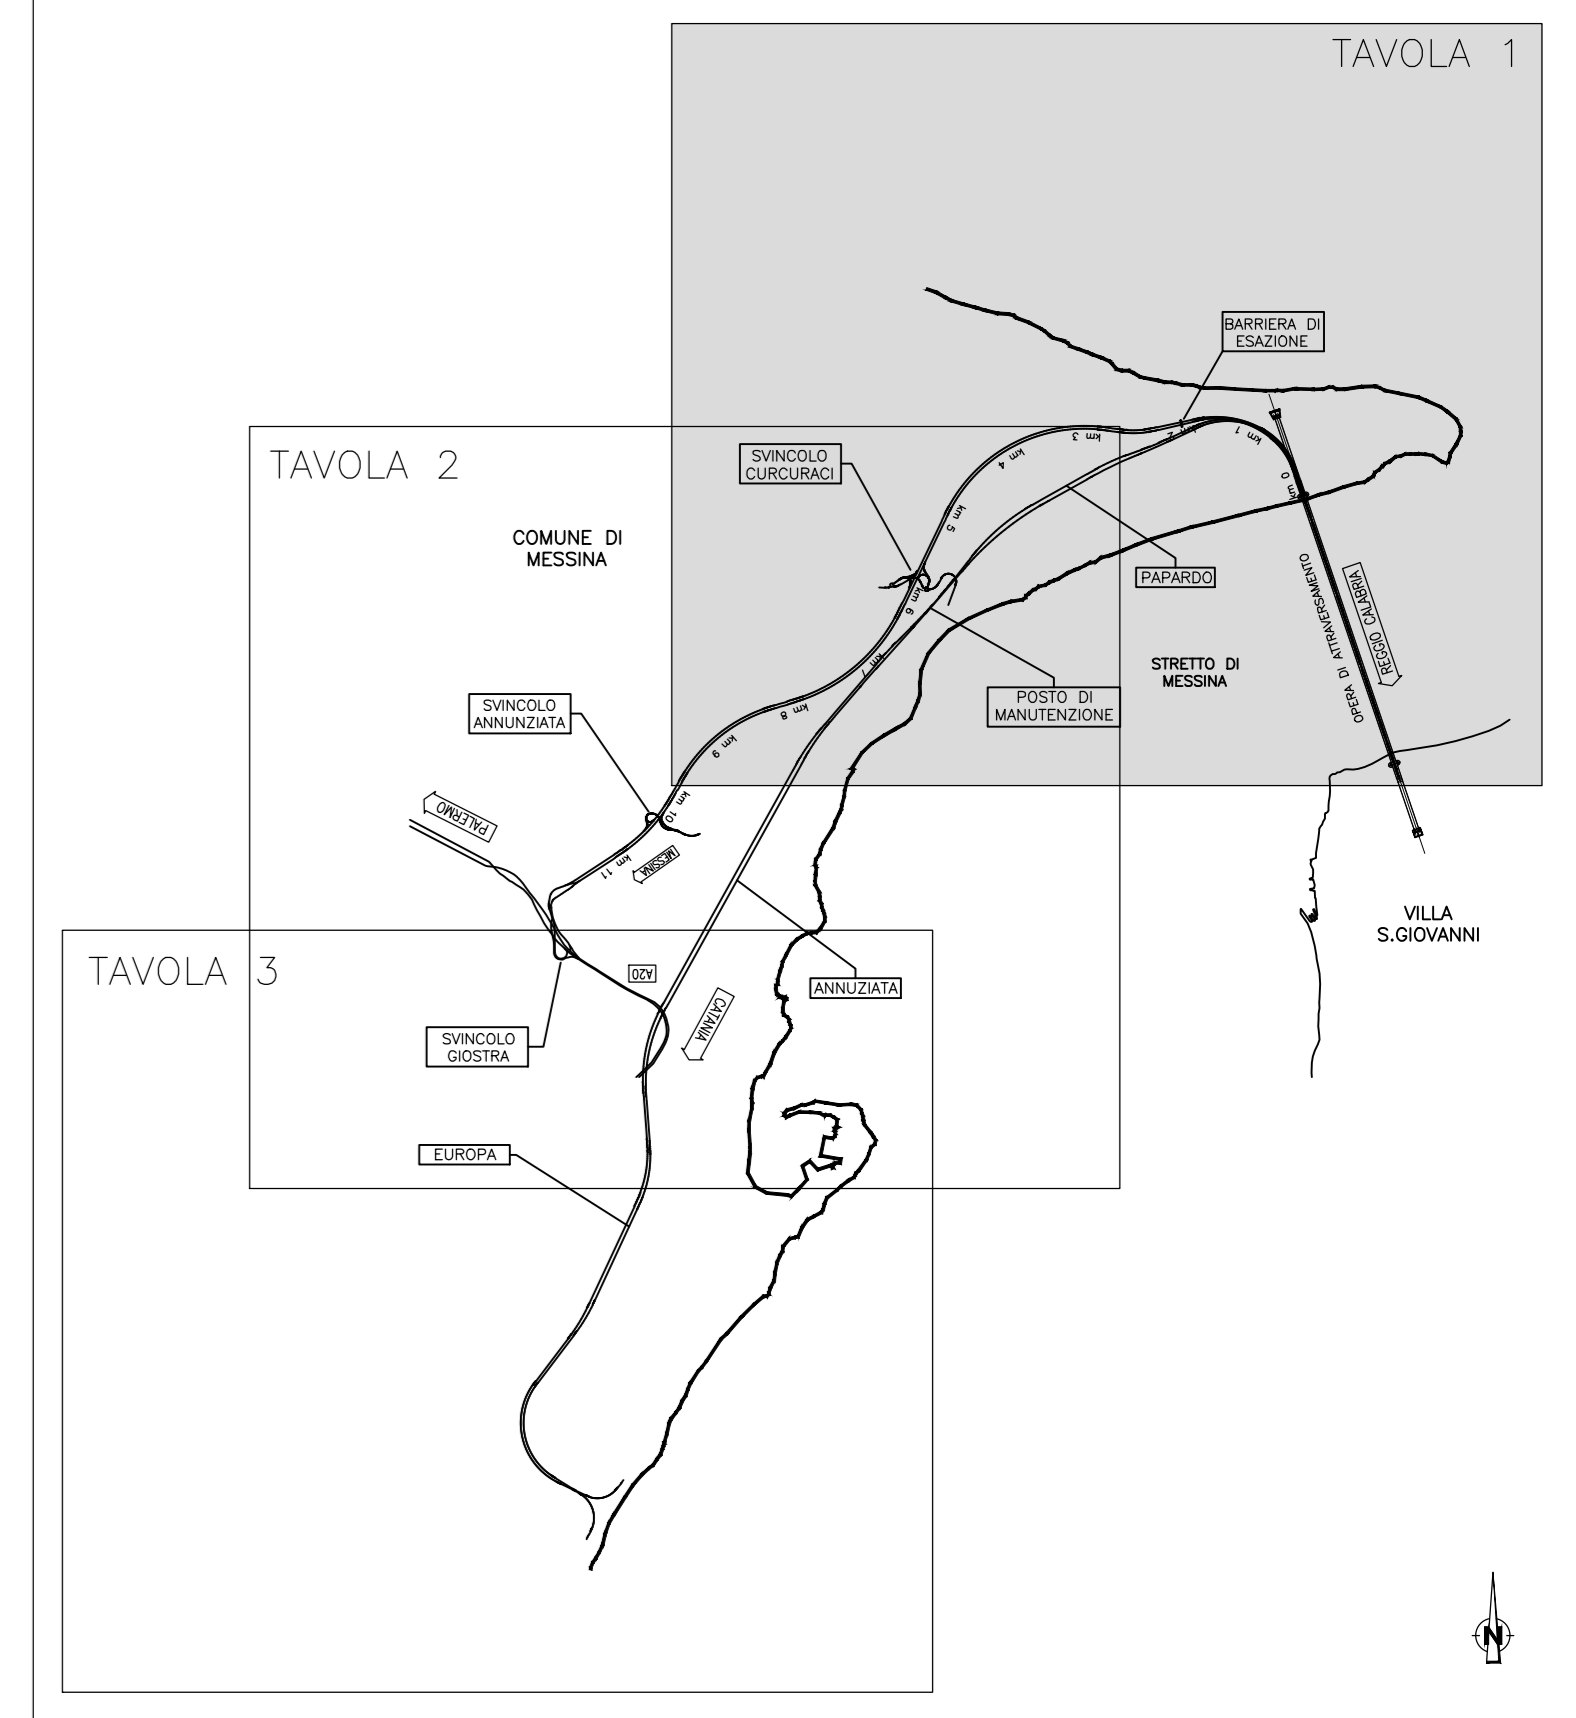 TAVOLA 1
BARRIERA DI
ESAZIONE
TAVOLA 2
SVINCOLO
CURCURACI
km 0
km 1
km 2
km 3
km 4
km 5
km 6
km 7
km 8
km 9
km 10
km 11
COMUNE DI
MESSINA
PAPARDO
OPERA DI ATTRAVERSAMENTO
REGGIO CALABRIA
STRETTO DI
MESSINA
POSTO DI
MANUTENZIONE
SVINCOLO
ANNUNZIATA
PALERMO
MESSINA
VILLA
S.GIOVANNI
TAVOLA 3
A20
ANNUZIATA
CATANIA
SVINCOLO
GIOSTRA
EUROPA
N